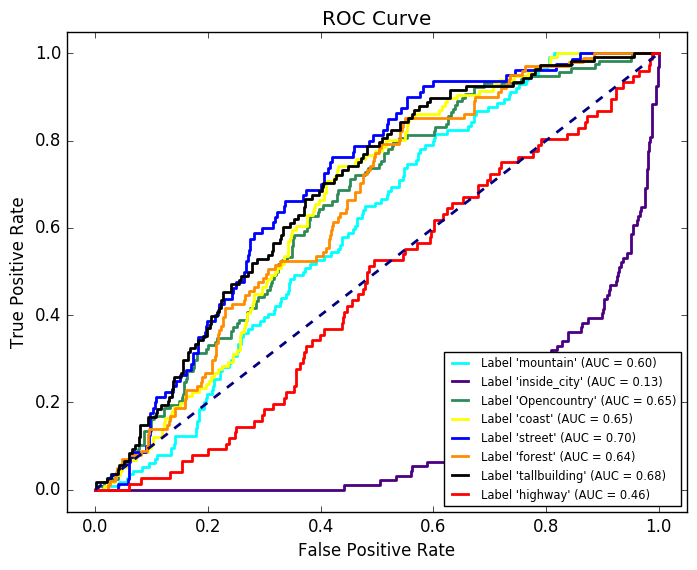 ROC Curve
True Positive Rate
1.0
0.8
0.6
0.4
0.2
0.0
0.0 0.2 0.4 0.6 0.8 1.0
False Positive Rate
Label 'mountain' (AUC = 0.60)
Label 'inside_city' (AUC = 0.13)
Label 'Opencountry' (AUC = 0.65)
Label 'coast' (AUC = 0.65)
Label 'street' (AUC = 0.70)
Label 'forest' (AUC = 0.64)
Label 'tallbuilding' (AUC = 0.68)
Label 'highway' (AUC = 0.46)